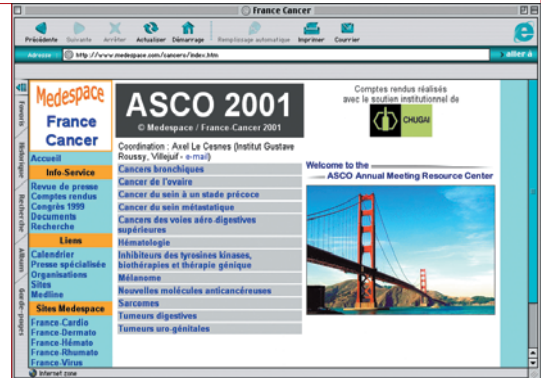 France Cancer
Précédente Suivante Arrêter Actualiser Démarrage Remplissage automatique Imprimer Courrier
Adresse : http://www.medespace.com/cancero/index.htm
aller à
Favoris
Historique
Recherche
Album
Garde-pages
Medespace
France
Cancer
Accueil
Info-Service
Revue de presse
Comptes rendus
Congrès 1999
Documents
Recherche
Liens
Calendrier
Presse spécialisée
Organisations
Sites
Medline
Sites Medespace
France-Cardio
France-Dermato
France-Hémato
France-Rhumato
France-Virus
ASCO 2001
© Medespace / France-Cancer 2001
Coordination : Axel Le Cesnes (Institut Gustave
Roussy, Villejuif - e-mail)
Cancers bronchiques
Cancer de l'ovaire
Cancer du sein à un stade précoce
Cancer du sein métastatique
Cancers des voies aéro-digestives
supérieures
Hématologie
Inhibiteurs des tyrosines kinases,
biothérapies et thérapie génique
Mélanome
Nouvelles molécules anticancéreuses
Sarcomes
Tumeurs digestives
Tumeurs uro-génitales
Comptes rendus réalisés
avec le soutien institutionnel de
CHUGAI
Welcome to the
ASCO Annual Meeting Resource Center
Internet zone